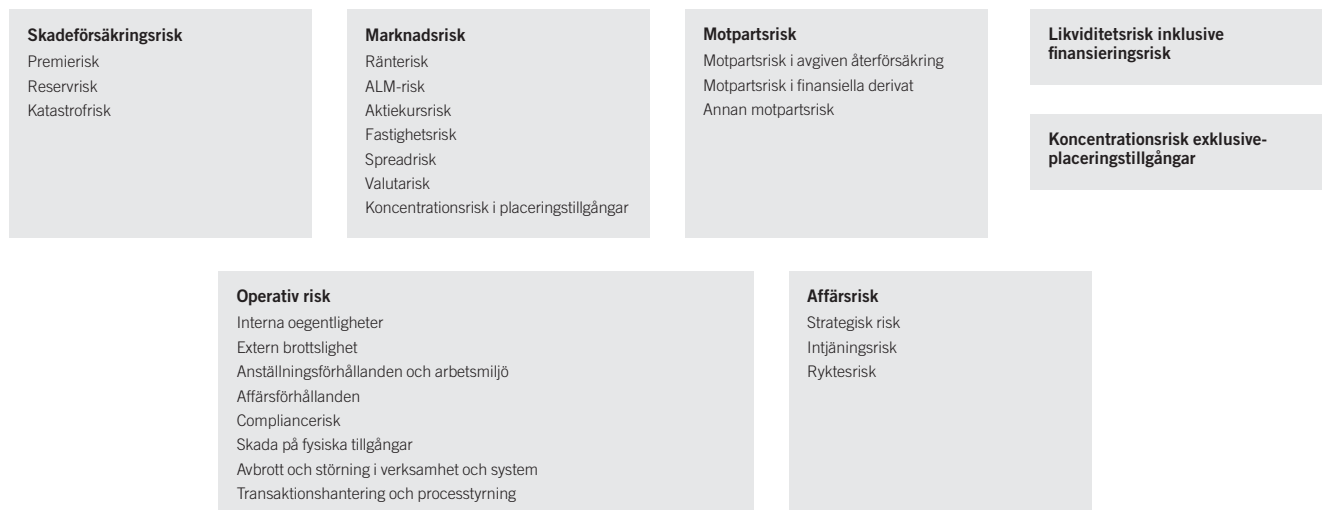 Skadeförsäkringsrisk
Premierisk
Reservrisk
Katastrofrisk
Marknadsrisk
Ränterisk
ALM-risk
Aktiekursrisk
Fastighetsrisk
Spreadrisk
Valutarisk
Koncentrationsrisk i placeringstillgångar
Motpartsrisk
Motpartsrisk i avgiven återförsäkring
Motpartsrisk i finansiella derivat
Annan motpartsrisk
Likviditetsrisk inklusive
finansieringsrisk
Koncentrationsrisk exklusive-
placeringstillgångar
Operativ risk
Interna oegentligheter
Extern brottslighet
Anställningsförhållanden och arbetsmiljö
Affärsförhållanden
Compliancerisk
Skada på fysiska tillgångar
Avbrott och störning i verksamhet och system
Transaktionshantering och processtyrning
Affärsrisk
Strategisk risk
Intjäningsrisk
Ryktesrisk